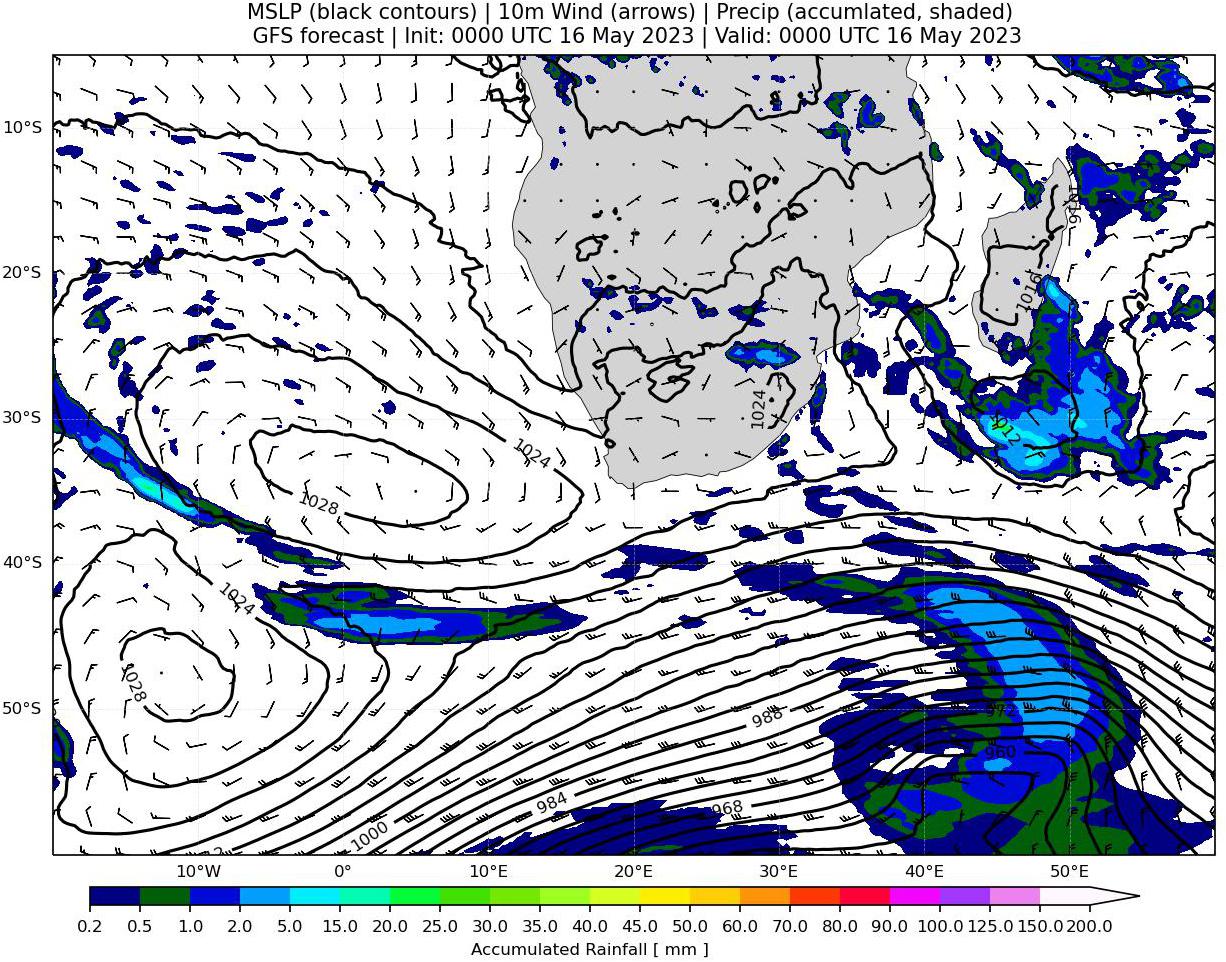 MSLP (black contours) | 10m Wind (arrows) | Precip (accumlated, shaded)
GFS forecast | Init: 0000 UTC 16 May 2023 | Valid: 0000 UTC 16 May 2023
10°S
1016
20°S
1016
1024
30°S
1012
1024
1028
40°S
1024
1028
50°S
988
972
960
984
968
1000
10°W 0° 10°E 20°E 30°E 40°E 50°E
0.2 0.5 1.0 2.0 5.0 10.0 15.0 20.0 25.0 30.0 35.0 40.0 45.0 50.0 60.0 70.0 80.0 90.0 100.0 125.0 150.0 200.0
Accumulated Rainfall [ mm ]